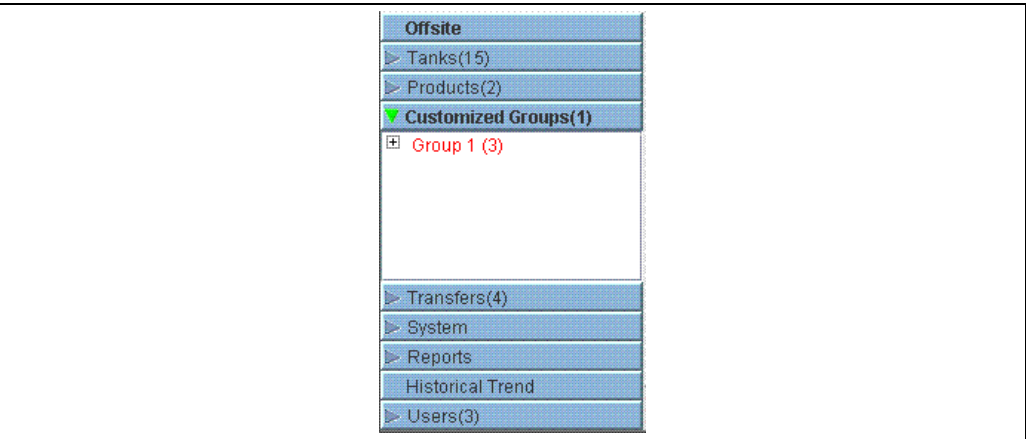 Offsite
Tanks(15)
Products(2)
Customized Groups(1)
Group 1 (3)
Transfers(4)
System
Reports
Historical Trend
Users(3)